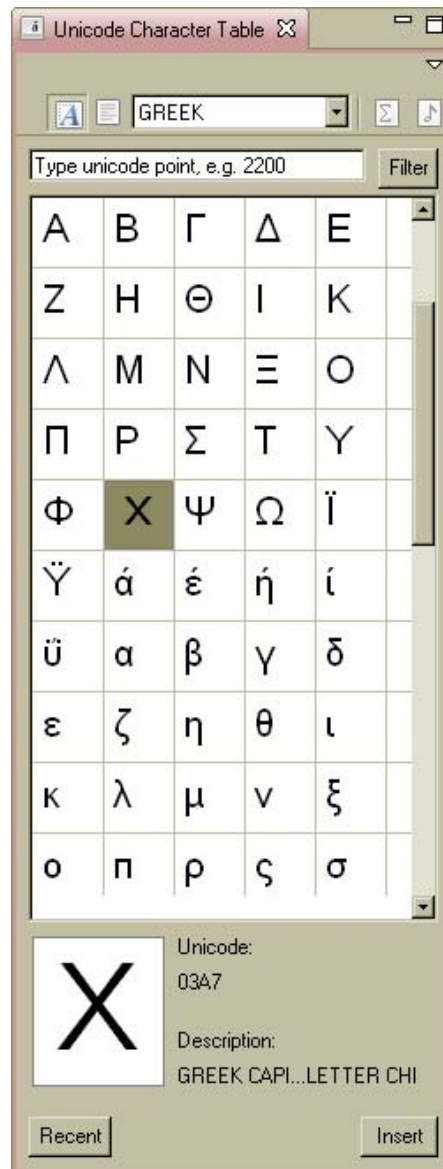 Unicode Character Table
GREEK
Type unicode point, e.g. 2200 Filter
Α Β Γ Δ Ε
Ζ Η Θ Ι Κ
Λ Μ Ν Ξ Ο
Π Ρ Σ Τ Υ
Φ Χ Ψ Ω Ϊ
Ϋ ά έ ή ί
ΰ α β γ δ
ε ζ η θ ι
κ λ μ ν ξ
ο π ρ ς σ
Χ
Unicode:
03A7
Description:
GREEK CAPI...LETTER CHI
Recent Insert